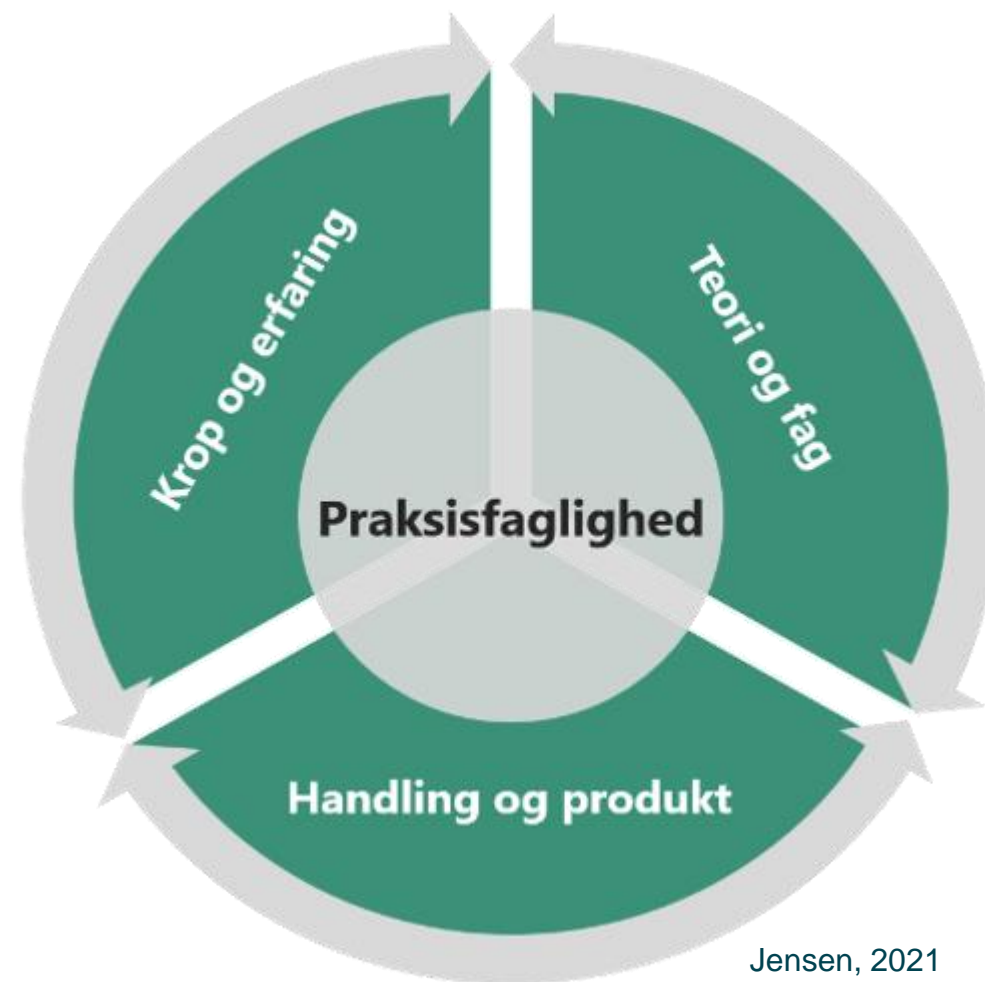 Krop og erfaring
Teori og fag
Praksisfaglighed
Handling og produkt
Jensen, 2021